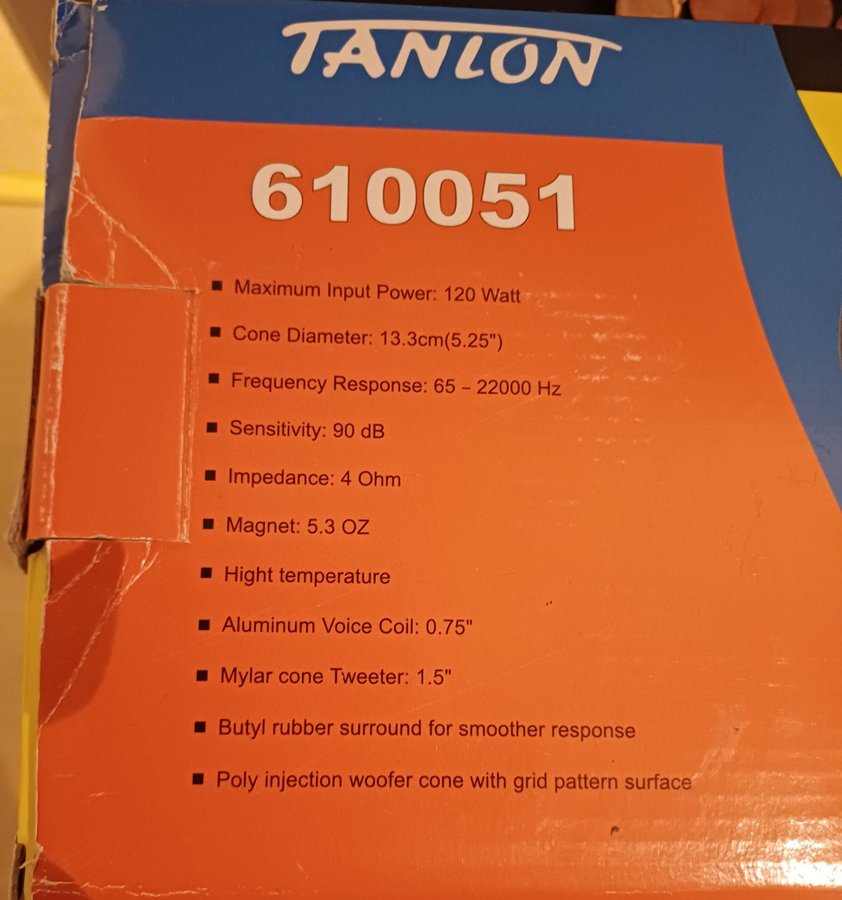 TANLON
610051
■ Maximum Input Power: 120 Watt
■ Cone Diameter: 13.3cm(5.25")
■ Frequency Response: 65 – 22000 Hz
■ Sensitivity: 90 dB
■ Impedance: 4 Ohm
■ Magnet: 5.3 OZ
■ Hight temperature
■ Aluminum Voice Coil: 0.75"
■ Mylar cone Tweeter: 1.5"
■ Butyl rubber surround for smoother response
■ Poly injection woofer cone with grid pattern surface